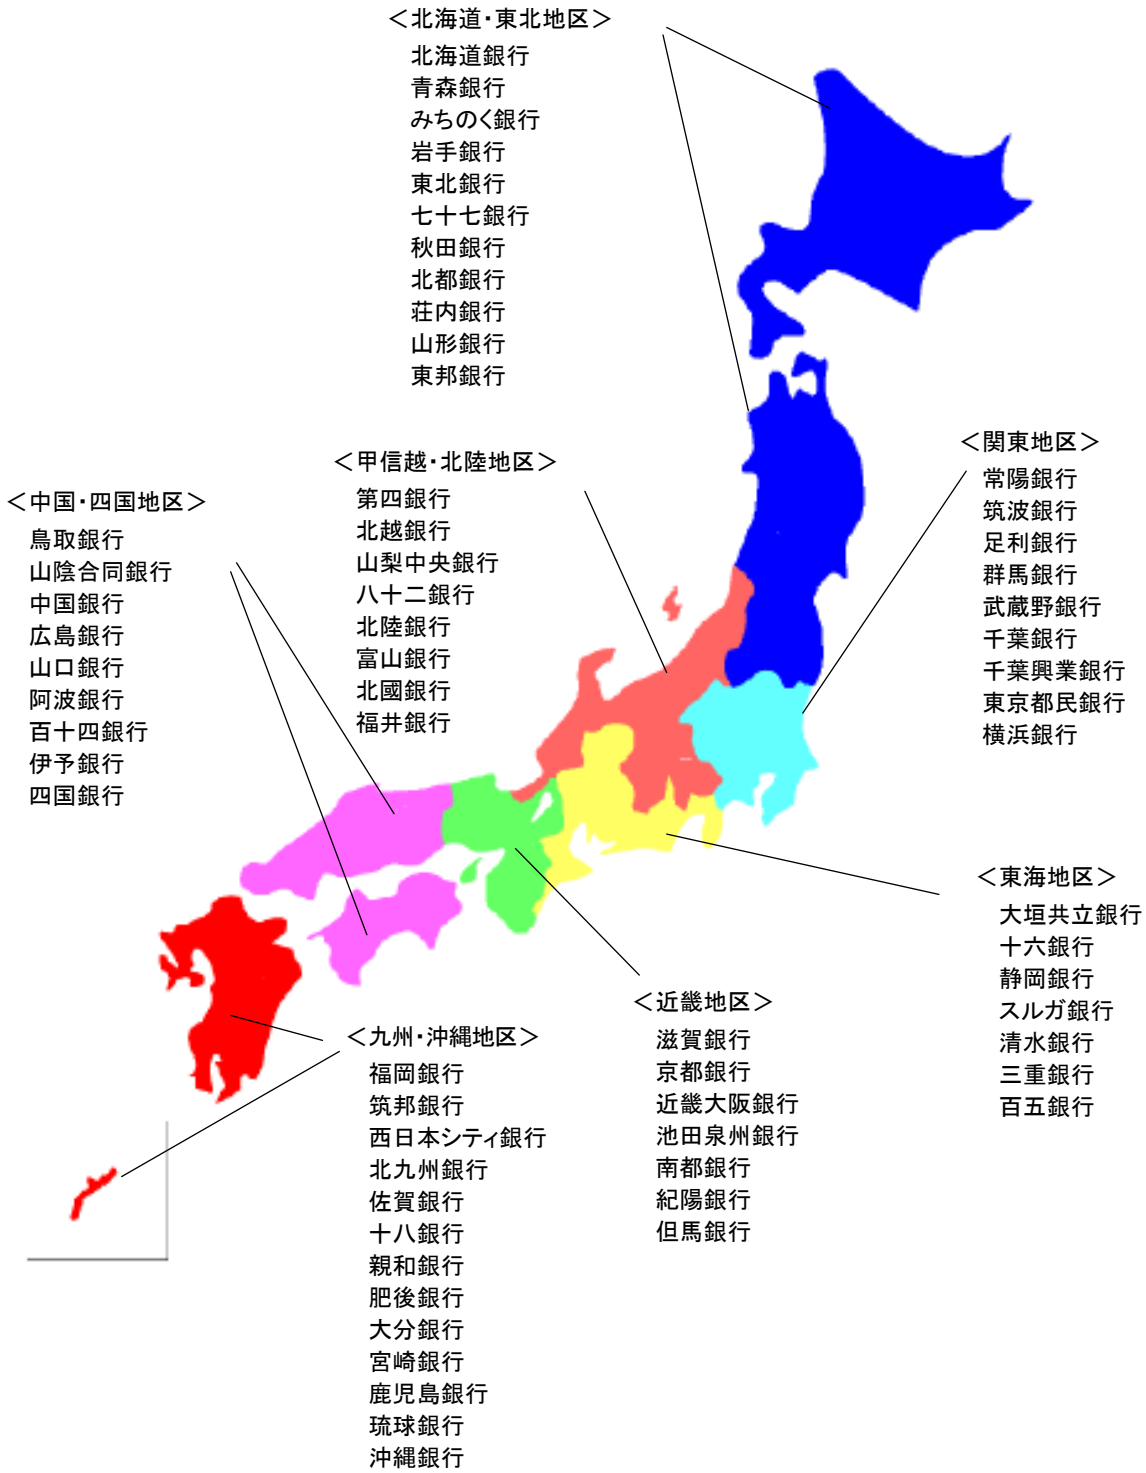 ＜北海道・東北地区＞
北海道銀行
青森銀行
みちのく銀行
岩手銀行
東北銀行
七十七銀行
秋田銀行
北都銀行
荘内銀行
山形銀行
東邦銀行
＜関東地区＞
常陽銀行
筑波銀行
足利銀行
群馬銀行
武蔵野銀行
千葉銀行
千葉興業銀行
東京都民銀行
横浜銀行
＜甲信越・北陸地区＞
第四銀行
北越銀行
山梨中央銀行
八十二銀行
北陸銀行
富山銀行
北國銀行
福井銀行
＜中国・四国地区＞
鳥取銀行
山陰合同銀行
中国銀行
広島銀行
山口銀行
阿波銀行
百十四銀行
伊予銀行
四国銀行
＜東海地区＞
大垣共立銀行
十六銀行
静岡銀行
スルガ銀行
清水銀行
三重銀行
百五銀行
＜近畿地区＞
滋賀銀行
京都銀行
近畿大阪銀行
池田泉州銀行
南都銀行
紀陽銀行
但馬銀行
＜九州・沖縄地区＞
福岡銀行
筑邦銀行
西日本シティ銀行
北九州銀行
佐賀銀行
十八銀行
親和銀行
肥後銀行
大分銀行
宮崎銀行
鹿児島銀行
琉球銀行
沖縄銀行